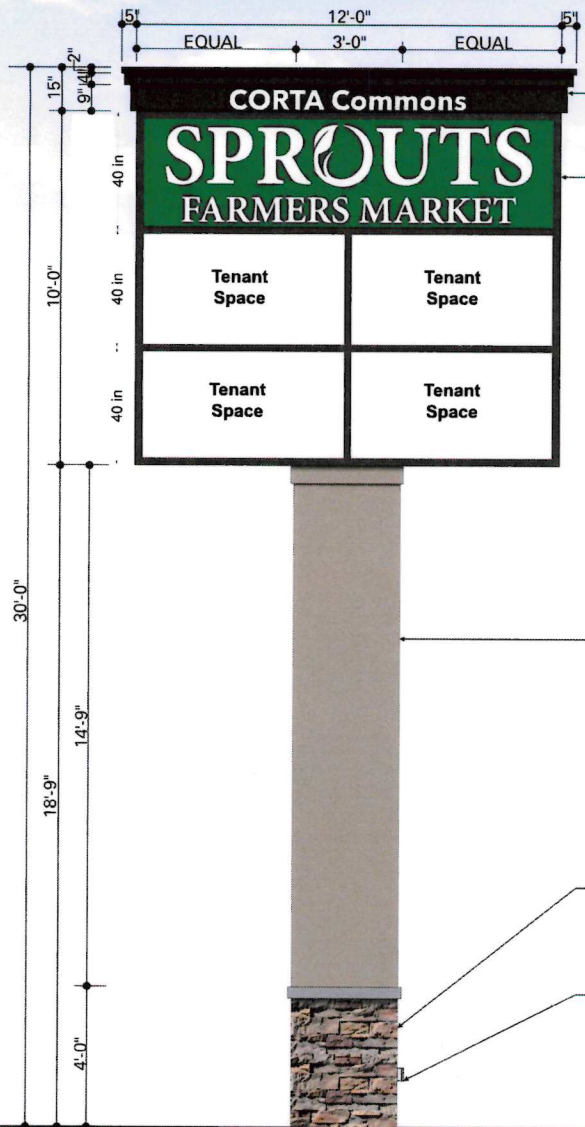 5" 12'-0" 5"
EQUAL 3'-0" EQUAL
2"
4"
15"
9"
CORTA Commons
SPROUTS
FARMERS MARKET
40 in
Tenant
Space
Tenant
Space
40 in
10'-0"
Tenant
Space
Tenant
Space
40 in
30'-0"
14'-9"
18'-9"
4'-0"